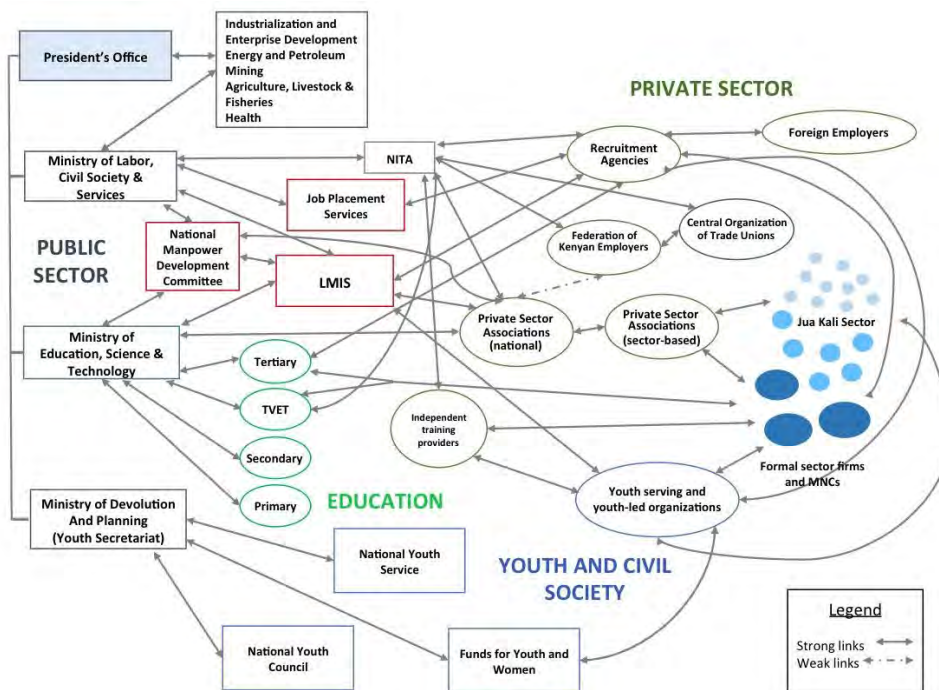 Industrialization and
Enterprise Development
Energy and Petroleum
Mining
Agriculture, Livestock &
Fisheries
Health
President's Office
PRIVATE SECTOR
Foreign Employers
Recruitment
Agencies
NITA
Ministry of Labor,
Civil Society &
Services
Job Placement
Services
National
Manpower
Development
Committee
PUBLIC
SECTOR
LMIS
Federation of
Kenyan Employers
Central Organization
of Trade Unions
Private Sector
Associations
(national)
Private Sector
Associations
(sector-based)
Jua Kali Sector
Ministry of
Education, Science &
Technology
Tertiary
TVET
Secondary
Primary
EDUCATION
Independent
training
providers
Formal sector firms
and MNCs
Youth serving and
youth-led organizations
Ministry of Devolution
And Planning
(Youth Secretariat)
National Youth
Service
YOUTH AND CIVIL
SOCIETY
National Youth
Council
Funds for Youth and
Women
Legend
Strong links
Weak links